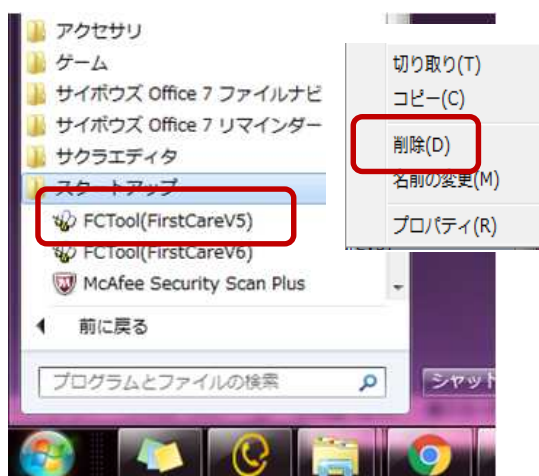 アクセサリ
ゲーム
サイボウズ Office 7 ファイルナビ
サイボウズ Office 7 リマインダー
サクラエディタ
スタートアップ
FCTool(FirstCareV5)
FCTool(FirstCareV6)
McAfee Security Scan Plus
前に戻る
プログラムとファイルの検索
シャット
切り取り(T)
コピー(C)
削除(D)
名前の変更(M)
プロパティ(R)